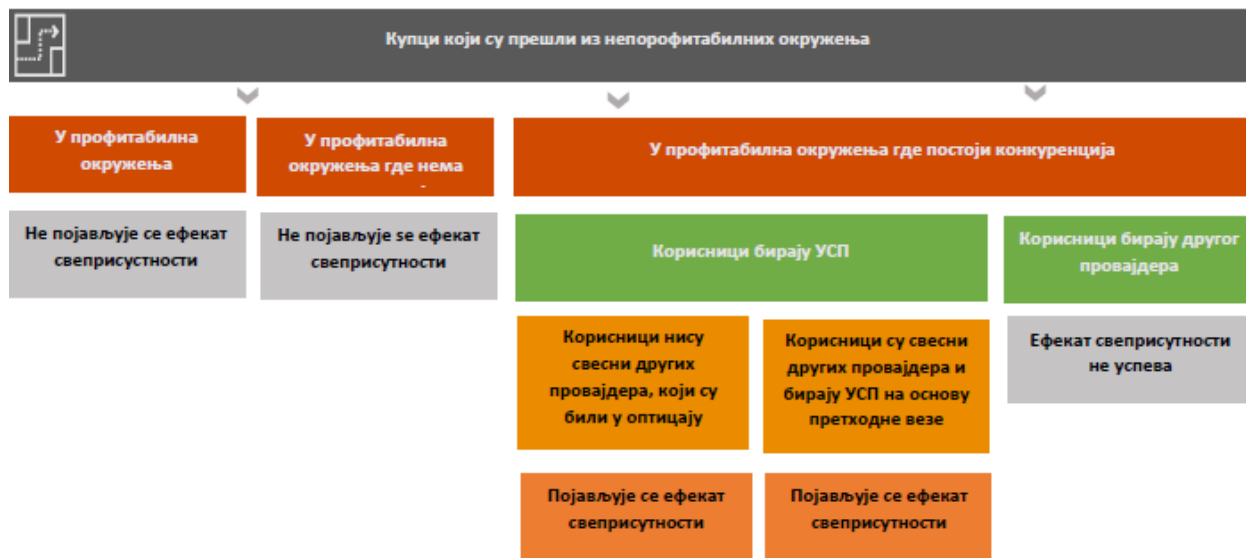 Купци који су прешли из непорофитабилних окружења
У профитабилна
окружења
У профитабилна
окружења где нема
У профитабилна окружења где постоји конкуренција
Не појављује се ефекат
свеприсустности
Не појављује ѕе ефекат
свеприсутности
Корисници бирају УСП
Корисници бирају другог
провајдера
Корисници нису
свесни других
провајдера, који су
били у оптицају
Корисници су свесни
других провајдера и
бирају УСП на основу
претходне везе
Ефекат свеприсутности
не успева
Појављује се ефекат
свеприсутности
Појављује се ефекат
свеприсутности